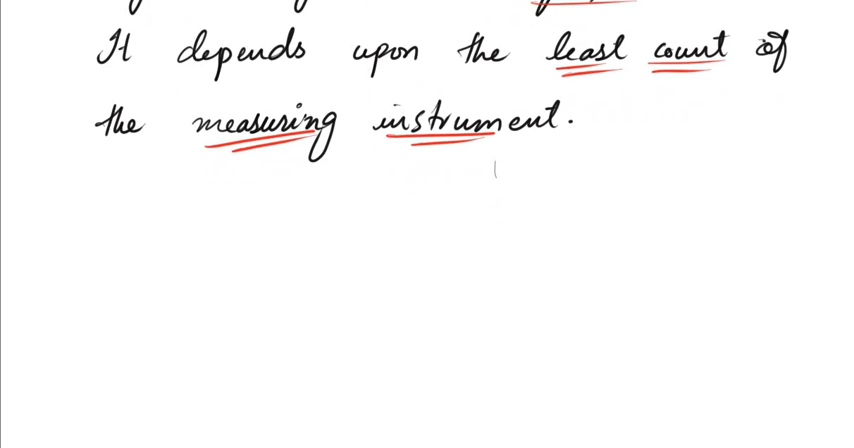 It depends upon the least count of
the measuring instrument.